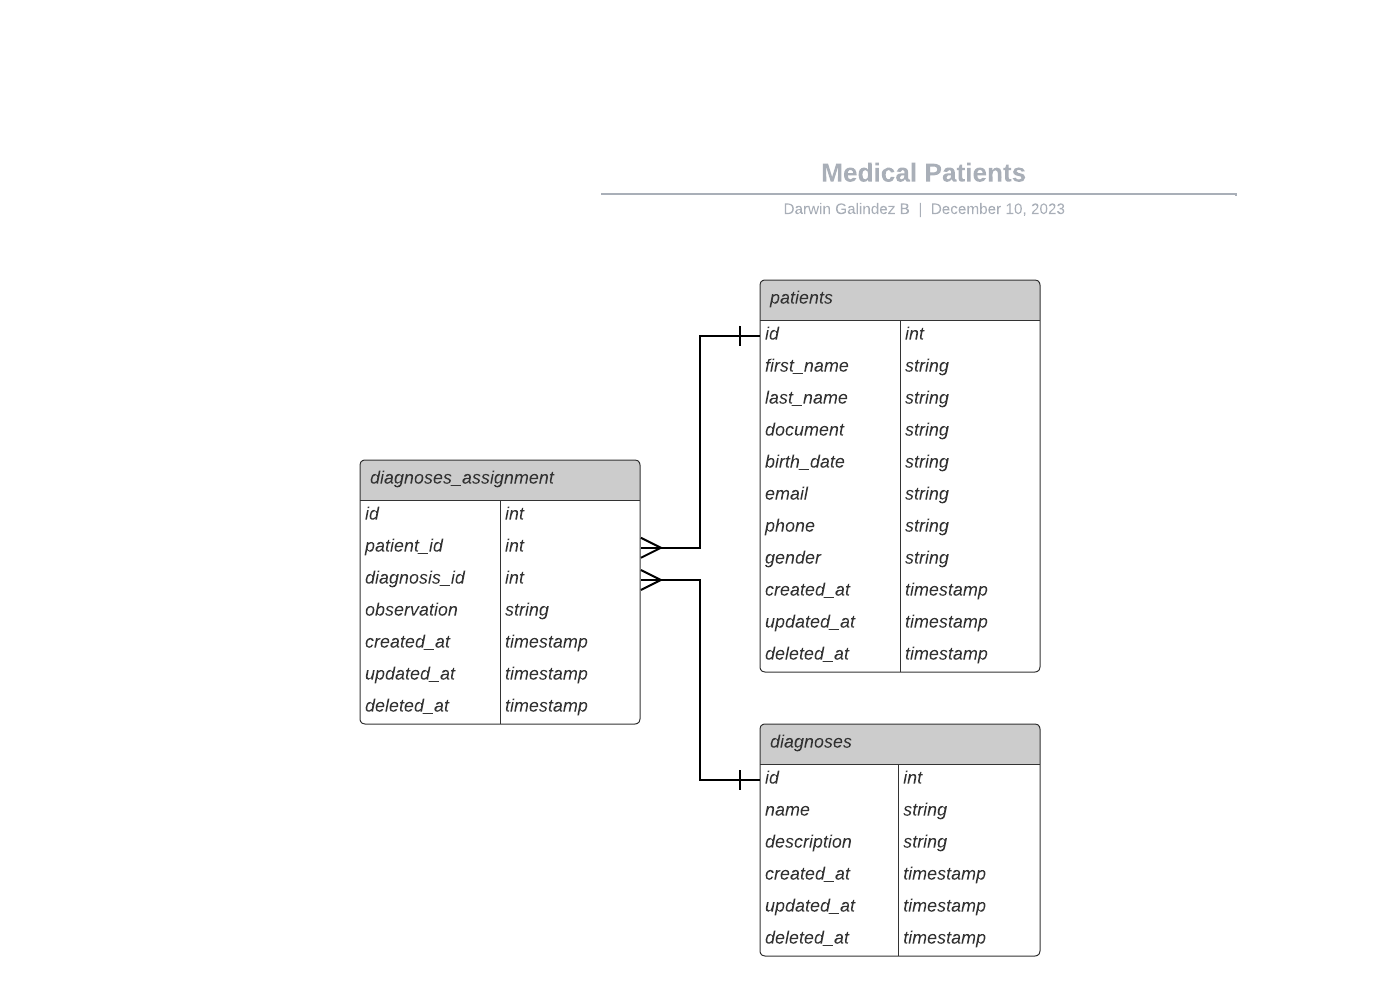 Medical Patients
Darwin Galindez B | December 10, 2023
patients
id int
first_name string
last_name string
document string
birth_date string
email string
phone string
gender string
created_at timestamp
updated_at timestamp
deleted_at timestamp
diagnoses_assignment
id int
patient_id int
diagnosis_id int
observation string
created_at timestamp
updated_at timestamp
deleted_at timestamp
diagnoses
id int
name string
description string
created_at timestamp
updated_at timestamp
deleted_at timestamp